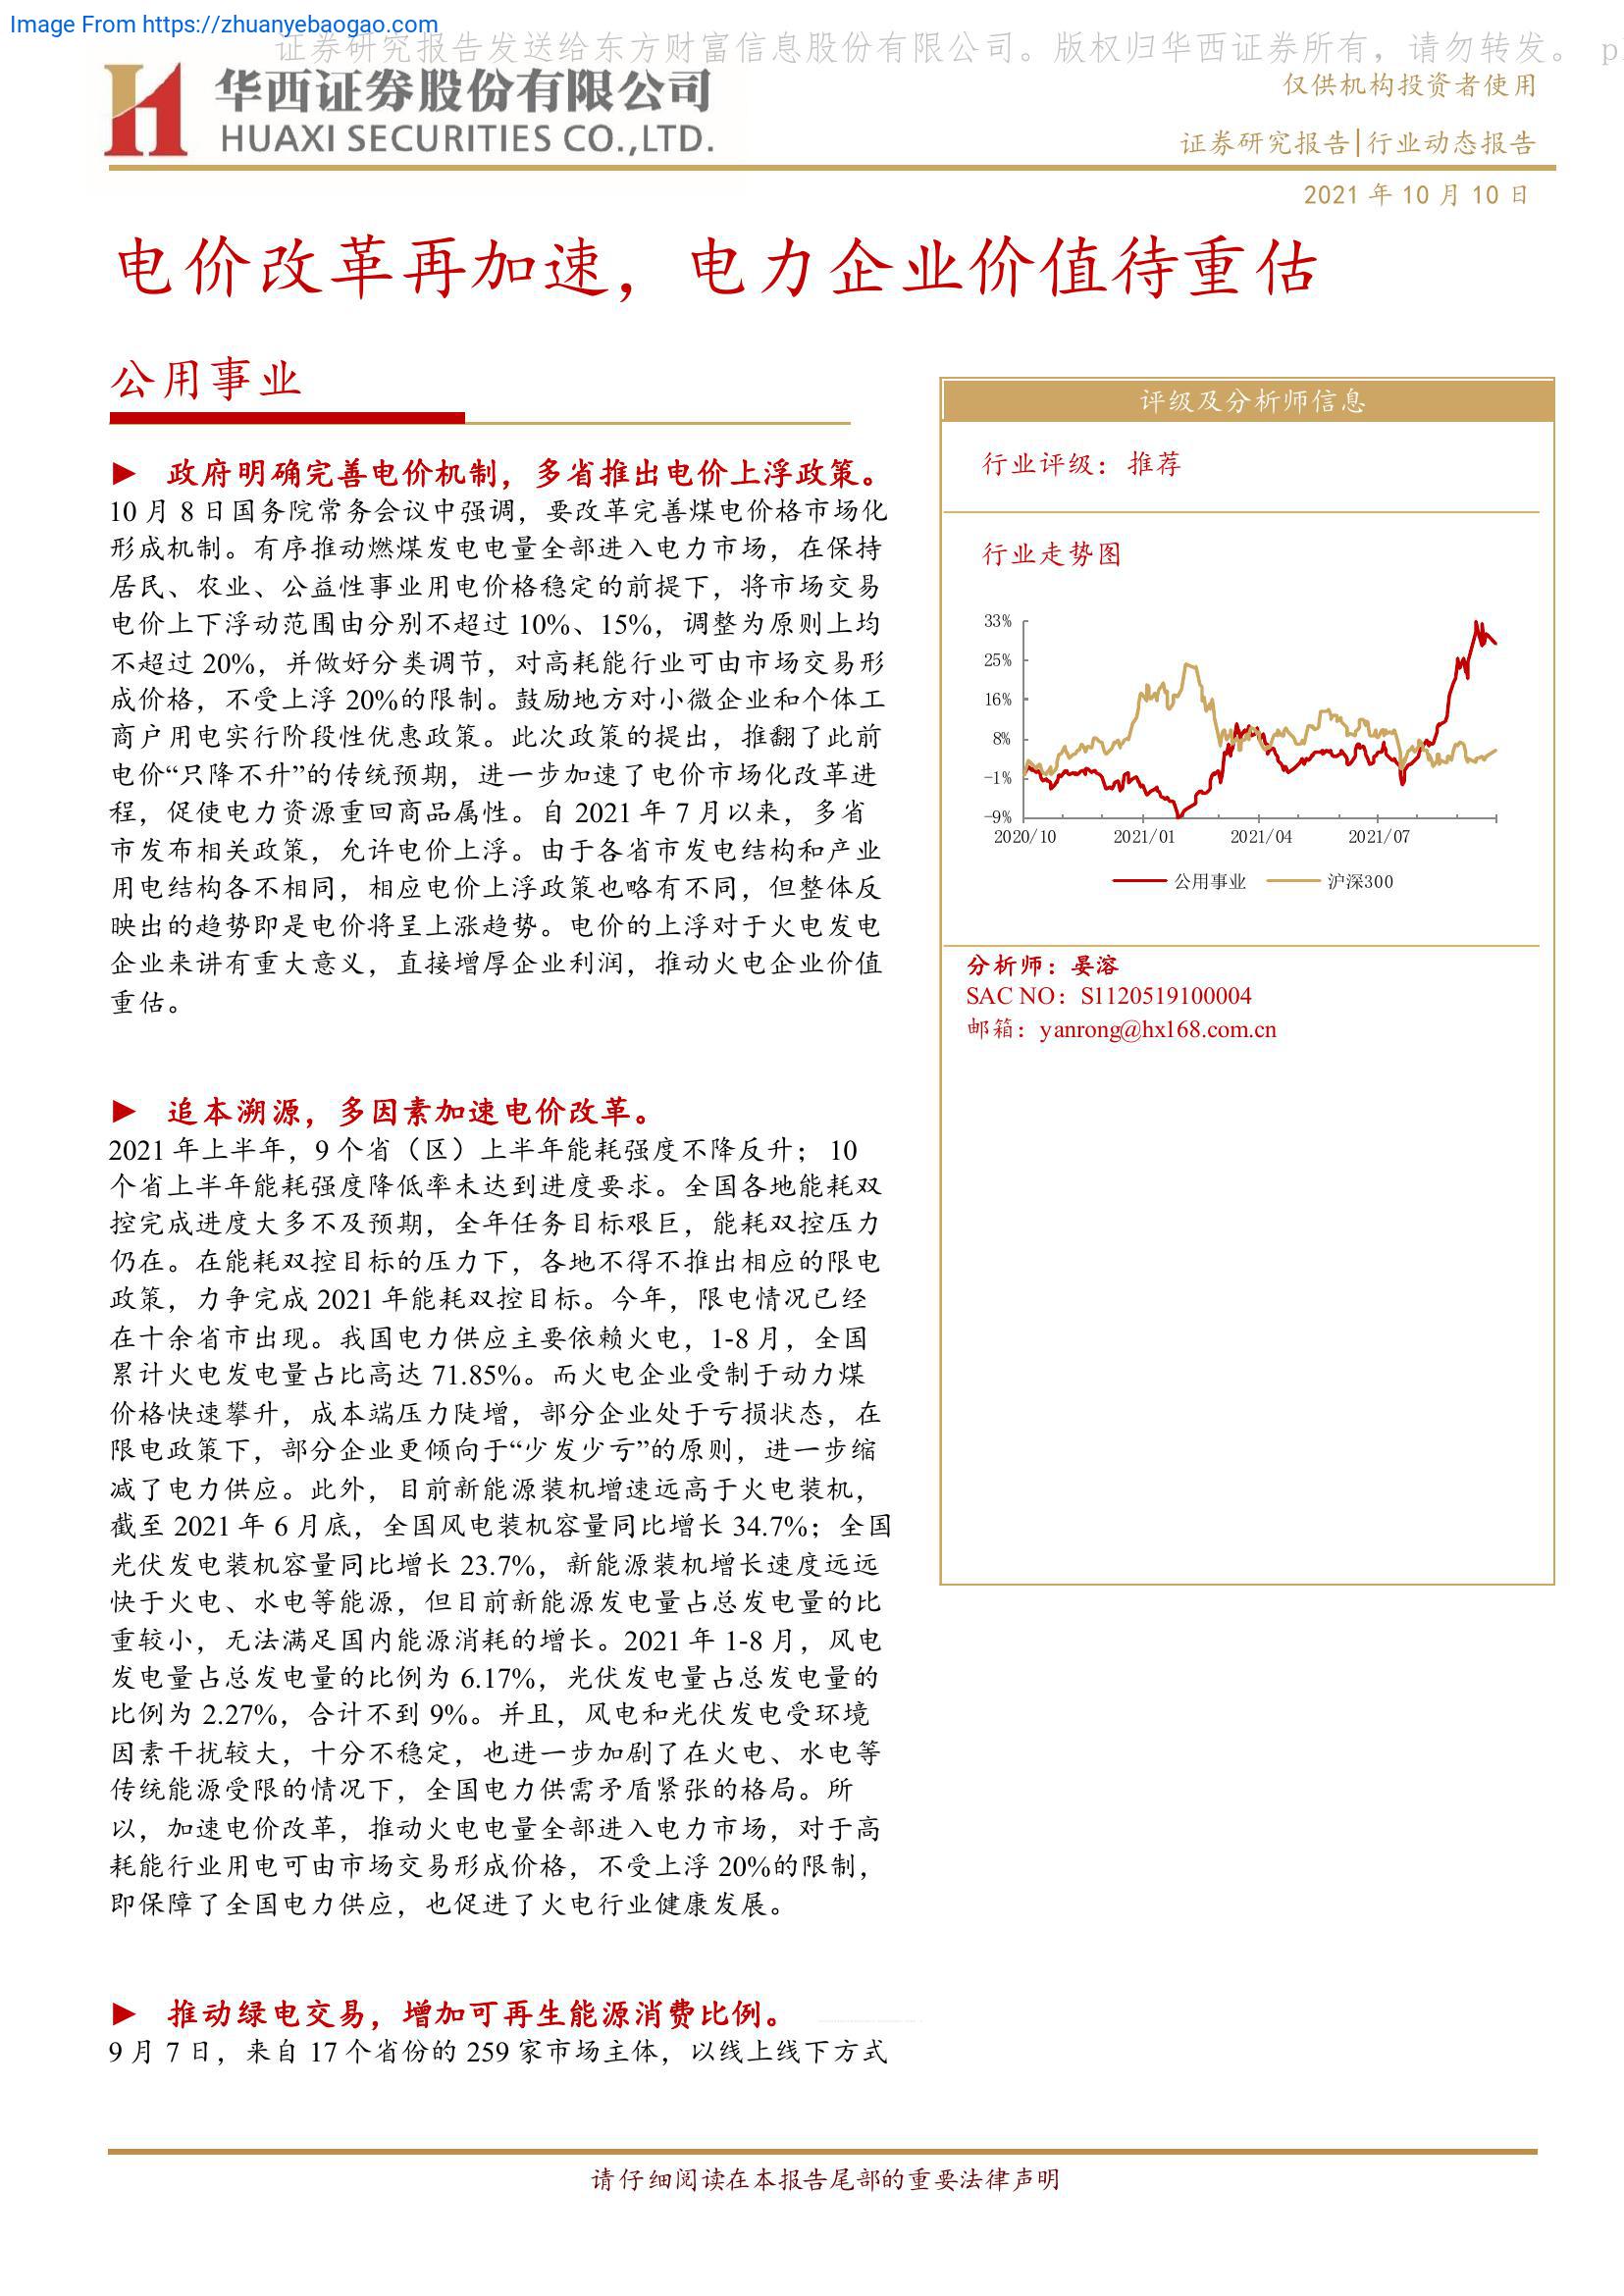 Image From https://zhuanyebaogao.com
证券研究报告发送给东方财富信息股份有限公司。版权归华西证券所有，请勿转发。 p
华西证券股份有限公司
HUAXI SECURITIES CO.,LTD.
仅供机构投资者使用
证券研究报告|行业动态报告
2021 年 10 月 10 日
电价改革再加速，电力企业价值待重估
公用事业
► 政府明确完善电价机制，多省推出电价上浮政策。
10 月 8 日国务院常务会议中强调，要改革完善煤电价格市场化
形成机制。有序推动燃煤发电电量全部进入电力市场，在保持
居民、农业、公益性事业用电价格稳定的前提下，将市场交易
电价上下浮动范围由分别不超过 10%、15%，调整为原则上均
不超过 20%，并做好分类调节，对高耗能行业可由市场交易形
成价格，不受上浮 20%的限制。鼓励地方对小微企业和个体工
商户用电实行阶段性优惠政策。此次政策的提出，推翻了此前
电价“只降不升”的传统预期，进一步加速了电价市场化改革进
程，促使电力资源重回商品属性。自 2021 年 7 月以来，多省
市发布相关政策，允许电价上浮。由于各省市发电结构和产业
用电结构各不相同，相应电价上浮政策也略有不同，但整体反
映出的趋势即是电价将呈上涨趋势。电价的上浮对于火电发电
企业来讲有重大意义，直接增厚企业利润，推动火电企业价值
重估。
► 追本溯源，多因素加速电价改革。
2021 年上半年，9 个省（区）上半年能耗强度不降反升； 10
个省上半年能耗强度降低率未达到进度要求。全国各地能耗双
控完成进度大多不及预期，全年任务目标艰巨，能耗双控压力
仍在。在能耗双控目标的压力下，各地不得不推出相应的限电
政策，力争完成 2021 年能耗双控目标。今年，限电情况已经
在十余省市出现。我国电力供应主要依赖火电，1-8 月，全国
累计火电发电量占比高达 71.85%。而火电企业受制于动力煤
价格快速攀升，成本端压力陡增，部分企业处于亏损状态，在
限电政策下，部分企业更倾向于“少发少亏”的原则，进一步缩
减了电力供应。此外，目前新能源装机增速远高于火电装机，
截至 2021 年 6 月底，全国风电装机容量同比增长 34.7%；全国
光伏发电装机容量同比增长 23.7%，新能源装机增长速度远远
快于火电、水电等能源，但目前新能源发电量占总发电量的比
重较小，无法满足国内能源消耗的增长。2021 年 1-8 月，风电
发电量占总发电量的比例为 6.17%，光伏发电量占总发电量的
比例为 2.27%，合计不到 9%。并且，风电和光伏发电受环境
因素干扰较大，十分不稳定，也进一步加剧了在火电、水电等
传统能源受限的情况下，全国电力供需矛盾紧张的格局。所
以，加速电价改革，推动火电电量全部进入电力市场，对于高
耗能行业用电可由市场交易形成价格，不受上浮 20%的限制，
即保障了全国电力供应，也促进了火电行业健康发展。
► 推动绿电交易，增加可再生能源消费比例。
9 月 7 日，来自 17 个省份的 259 家市场主体，以线上线下方式
评级及分析师信息
行业评级：推荐
行业走势图
33%
25%
16%
8%
-1%
-9%
2020/10 2021/01 2021/04 2021/07
公用事业 沪深300
分析师：晏溶
SAC NO：S1120519100004
邮箱：yanrong@hx168.com.cn
请仔细阅读在本报告尾部的重要法律声明